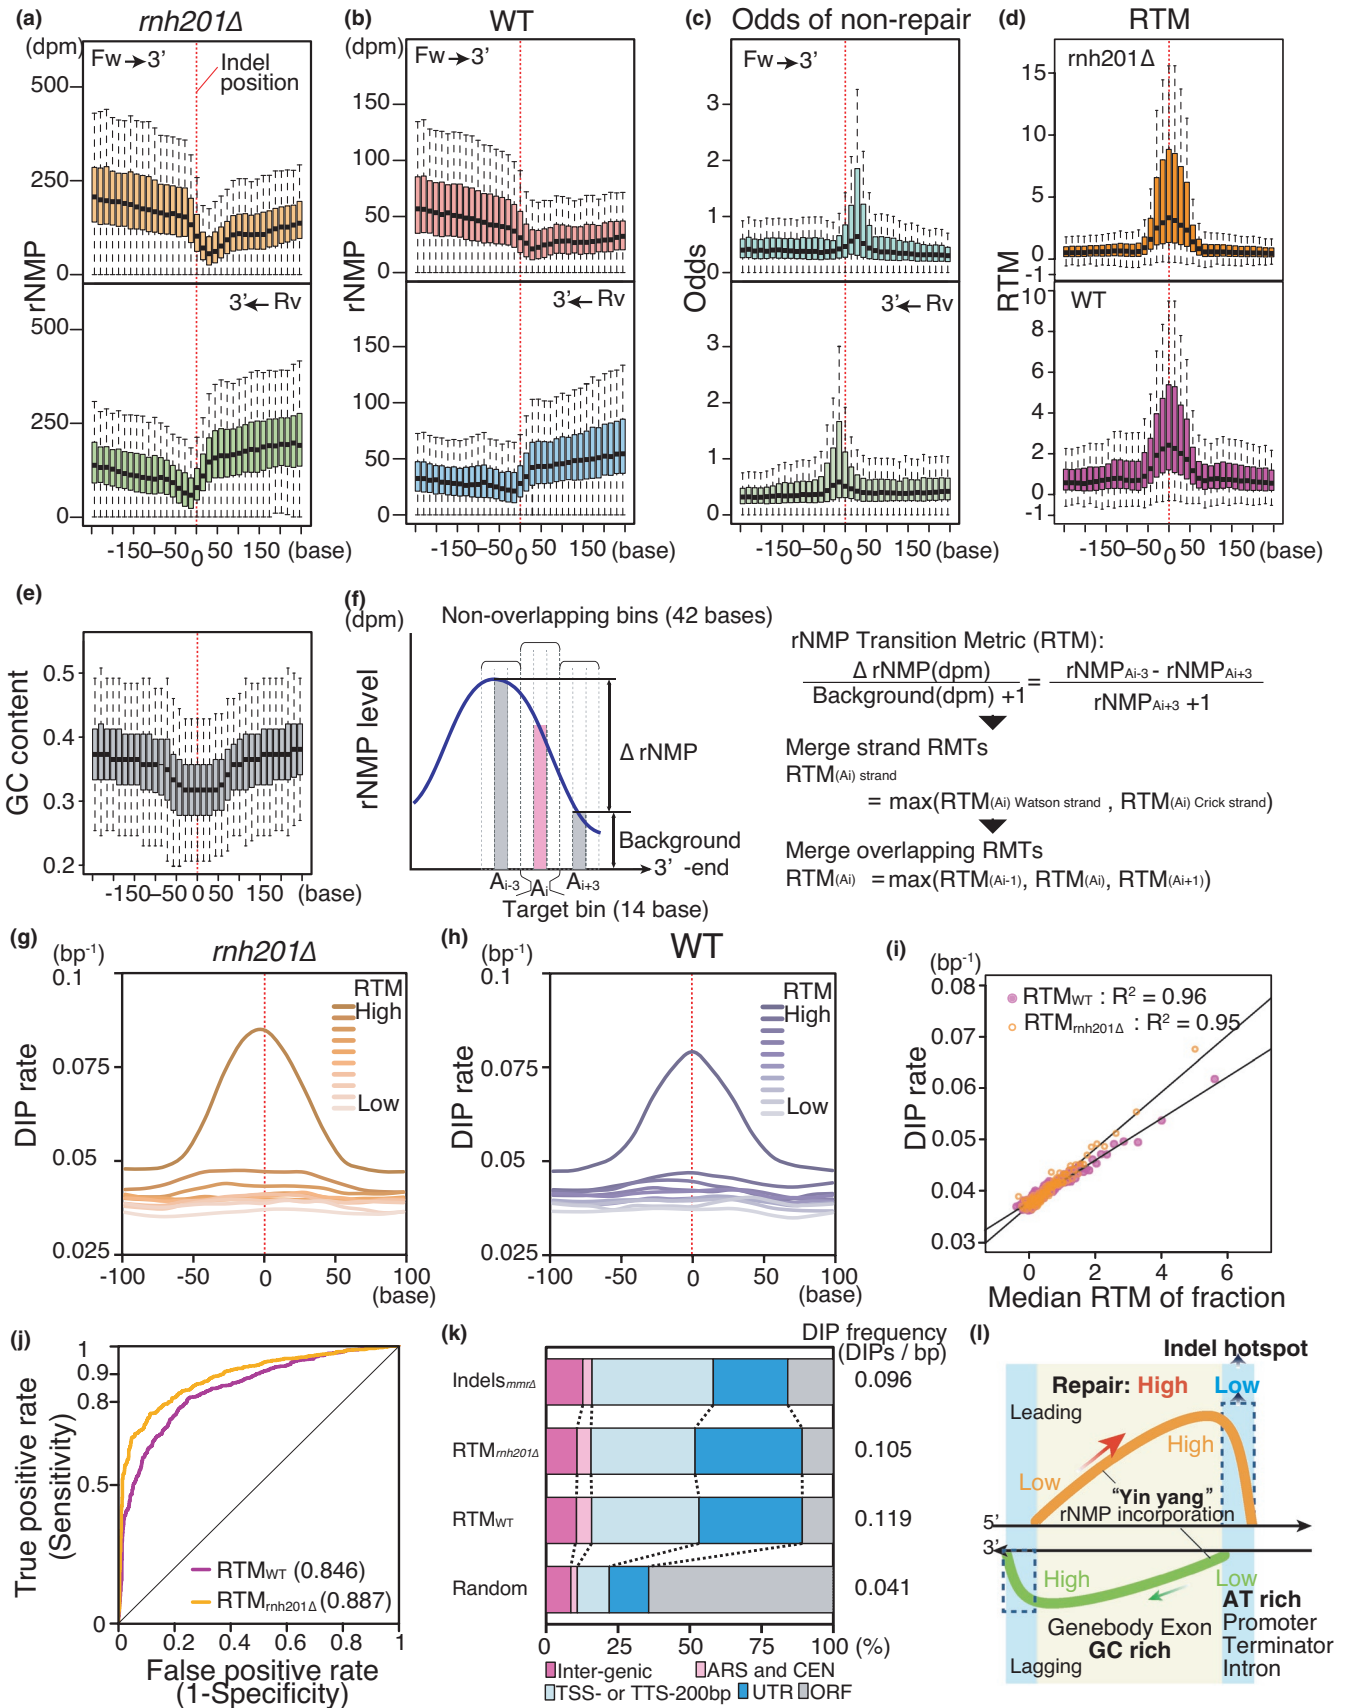 (a)
rnh201Δ
(dpm)
Fw→3'
Indel
position
500
250
0
rNMP
3'←Rv
500
250
0
-150 -50 0 50 150 (base)
(b)
WT
(dpm)
Fw→3'
150
100
50
0
rNMP
3'←Rv
150
100
50
0
-150 -50 0 50 150 (base)
(c)
Odds of non-repair
Fw→3'
3
2
1
0
Odds
3'←Rv
3
2
1
0
-150 -50 0 50 150 (base)
(d)
RTM
rnh201Δ
15
10
5
0
-1
RTM
WT
10
8
6
4
2
0
-1
-150 -50 0 50 150 (base)
(e)
GC content
0.5
0.4
0.3
0.2
-150 -50 0 50 150 (base)
(f)
(dpm)
Non-overlapping bins (42 bases)
rNMP level
Δ rNMP
Background
3' -end
Ai-3 Ai Ai+3
Target bin (14 base)
rNMP Transition Metric (RTM):
Δ rNMP(dpm) / Background(dpm) +1 = rNMPAi-3 - rNMPAi+3 / rNMPAi+3 +1
Merge strand RMTs
RTM(Ai) strand
= max(RTM(Ai) Watson strand , RTM(Ai) Crick strand)
Merge overlapping RMTs
RTM(Ai) = max(RTM(Ai-1), RTM(Ai), RTM(Ai+1))
(g)
(bp-1)
rnh201Δ
0.1
0.075
0.05
0.025
DIP rate
RTM
High
Low
-100 -50 0 50 100
(base)
(h)
(bp-1)
WT
0.1
0.075
0.05
0.025
DIP rate
RTM
High
Low
-100 -50 0 50 100
(base)
(i)
(bp-1)
0.08
0.07
0.06
0.05
0.04
0.03
DIP rate
RTMWT : R2 = 0.96
RTMrnh201Δ : R2 = 0.95
0 2 4 6
Median RTM of fraction
(j)
1
0.9
0.8
0.5
0
True positive rate
(Sensitivity)
RTMWT (0.846)
RTMrnh201Δ (0.887)
0 0.2 0.4 0.6 0.8 1
False positive rate
(1-Specificity)
(k)
DIP frequency
(DIPs / bp)
IndelsmmrΔ 0.096
RTMrnh201Δ 0.105
RTMWT 0.119
Random 0.041
0 25 50 75 100 (%)
Inter-genic ARS and CEN
TSS- or TTS-200bp UTR ORF
(l)
Indel hotspot
Repair: High Low
Leading
High
Low
"Yin yang"
rNMP incorporation
5'
3'
High
Low
AT rich
Genebody Exon Promoter
GC rich Terminator
Lagging Intron